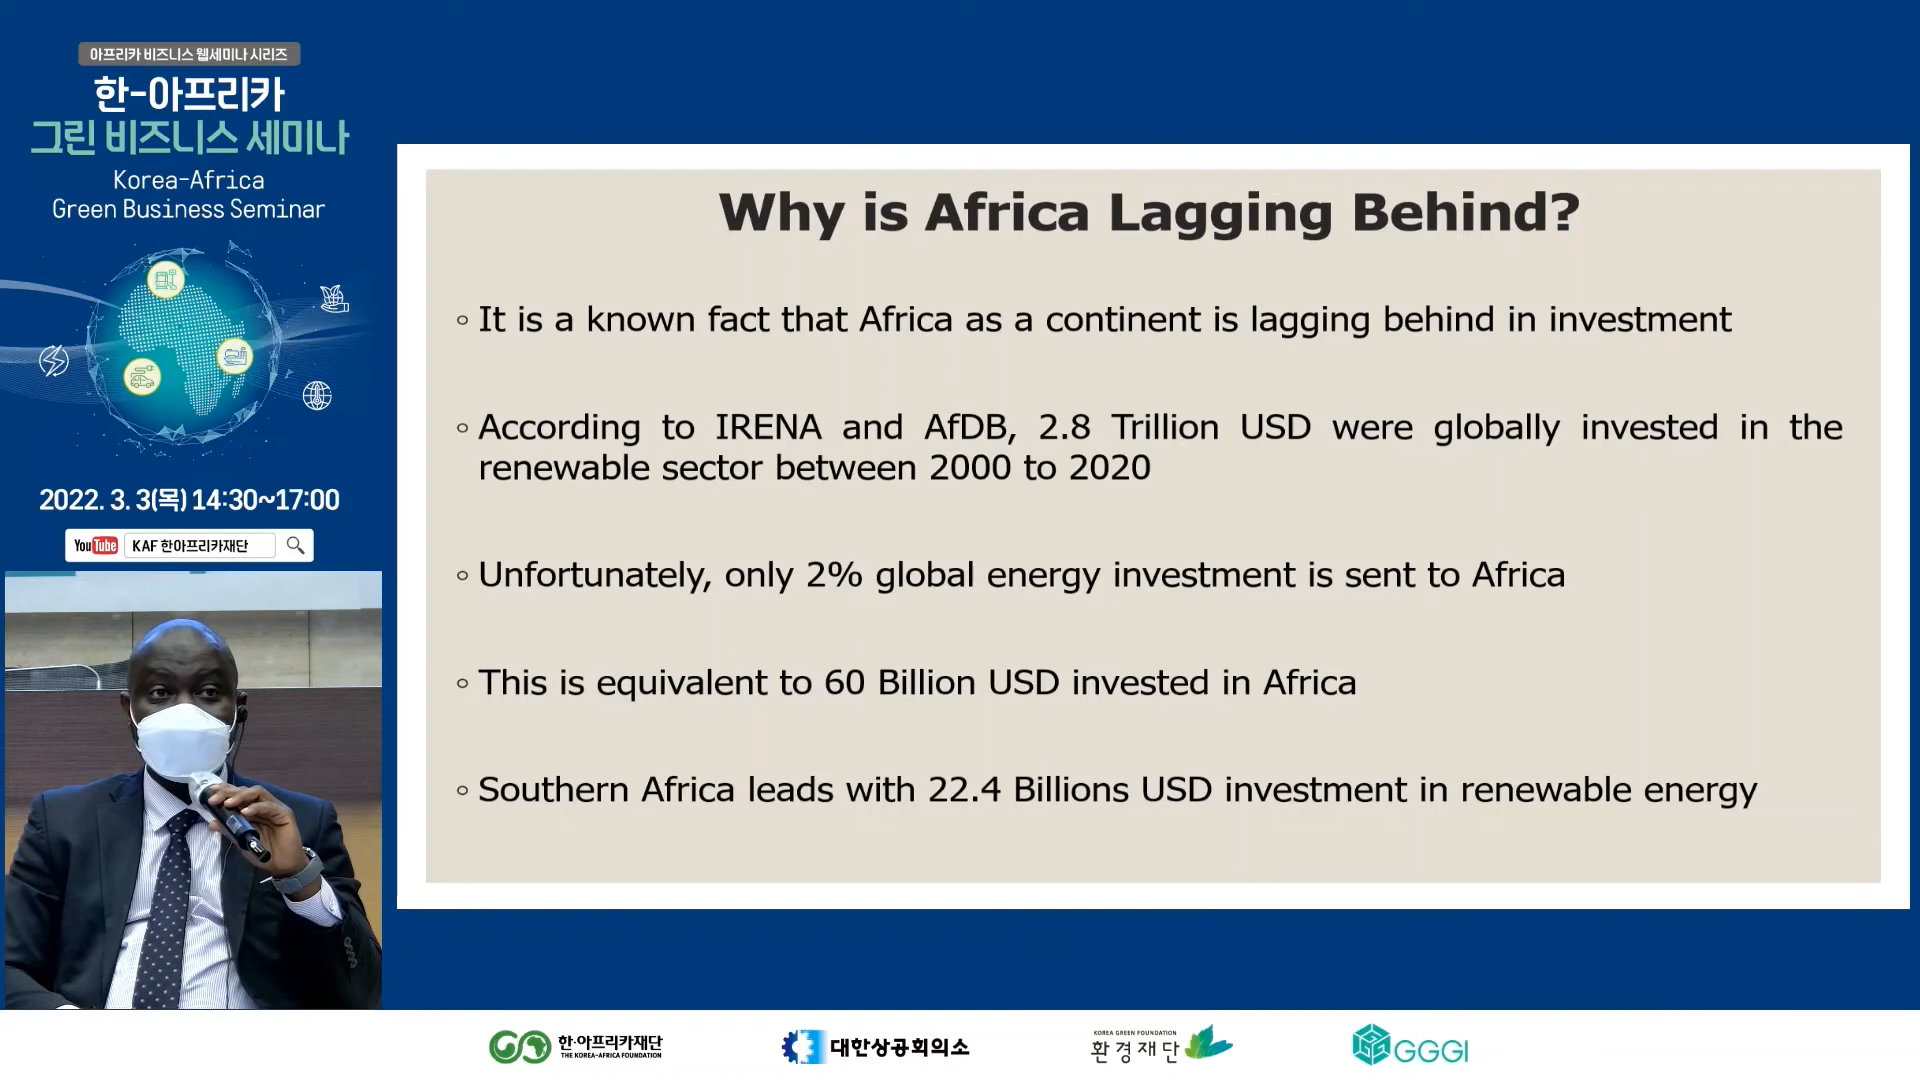 아프리카 비즈니스 웹세미나 시리즈
한-아프리카
그린 비즈니스 세미나
Korea-Africa
Green Business Seminar
2022. 3. 3(목) 14:30~17:00
YouTube KAF 한아프리카재단
Why is Africa Lagging Behind?
◦ It is a known fact that Africa as a continent is lagging behind in investment
◦ According to IRENA and AfDB, 2.8 Trillion USD were globally invested in the
renewable sector between 2000 to 2020
◦ Unfortunately, only 2% global energy investment is sent to Africa
◦ This is equivalent to 60 Billion USD invested in Africa
◦ Southern Africa leads with 22.4 Billions USD investment in renewable energy
한·아프리카재단
THE KOREA-AFRICA FOUNDATION
대한상공회의소
KOREA GREEN FOUNDATION
환경재단
GGGI